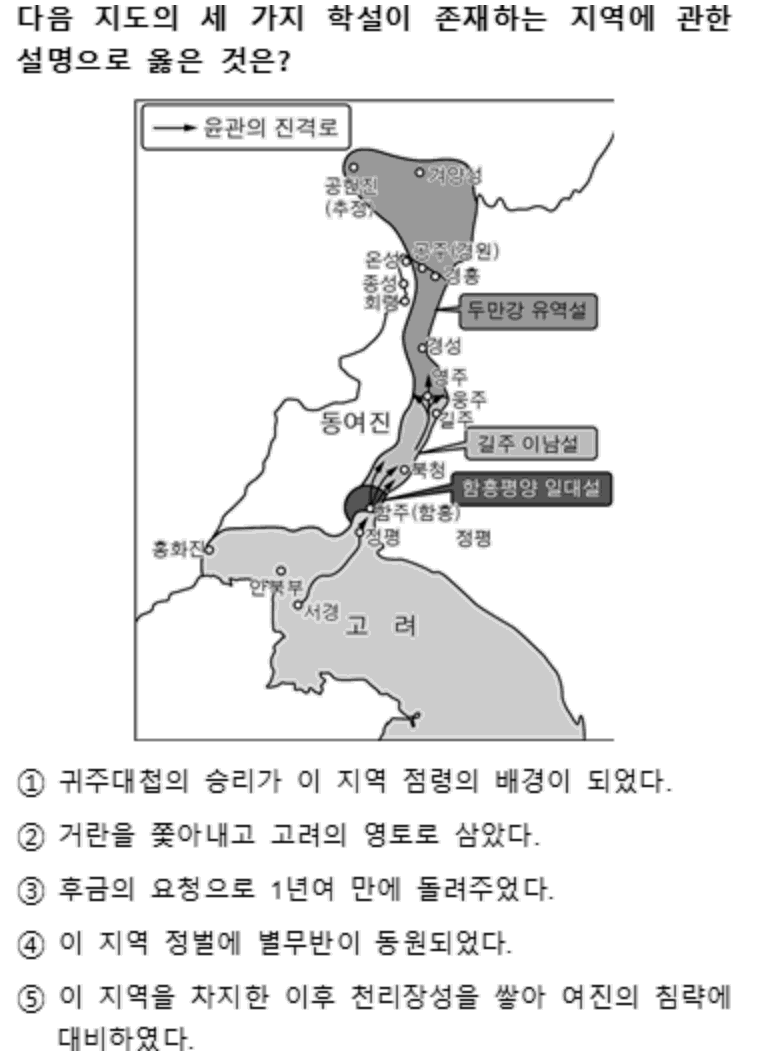 다음 지도의 세 가지 학설이 존재하는 지역에 관한
설명으로 옳은 것은?
윤관의 진격로
공험진
(추정)
거양성
온성
공주(경원)
종성
경흥
회령
두만강 유역설
경성
영주
웅주
길주
동여진
길주 이남설
북청
함흥평양 일대설
함주(함흥)
흥화진
정평
정평
안북부
서경
고 려
① 귀주대첩의 승리가 이 지역 점령의 배경이 되었다.
② 거란을 쫓아내고 고려의 영토로 삼았다.
③ 후금의 요청으로 1년여 만에 돌려주었다.
④ 이 지역 정벌에 별무반이 동원되었다.
⑤ 이 지역을 차지한 이후 천리장성을 쌓아 여진의 침략에
대비하였다.